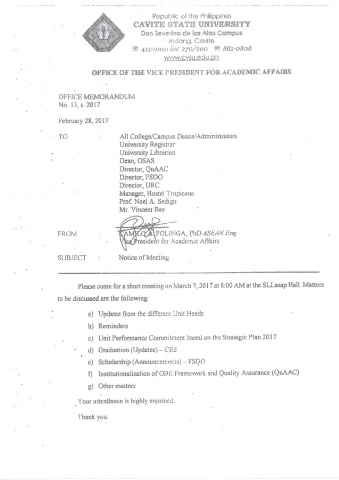 Republic of the Philippines
CAVITE STATE UNIVERSITY
Don Severino de las Alas Campus
Indang, Cavite
☏ 415-0010 loc 270/200 ☏ 862-0806
www.cvsu.edu.ph
OFFICE OF THE VICE PRESIDENT FOR ACADEMIC AFFAIRS
OFFICE MEMORANDUM
No. 13, s. 2017
February 28, 2017
TO : All College/Campus Deans/Administrators
University Registrar
University Librarian
Dean, OSAS
Director, QuAAC
Director, FSDO
Director, URC
Manager, Hostel Tropicana
Prof. Noel A. Sedigo
Mr. Vincent Bae
FROM : CAMILO A. POLINGA, PhD ASEAN Eng
Vice President for Academic Affairs
SUBJECT : Notice of Meeting
Please come for a short meeting on March 7, 2017 at 8:00 AM at the SLLasap Hall. Matters
to be discussed are the following:
a) Updates from the different Unit Heads
b) Reminders
c) Unit Performance Commitment based on the Strategic Plan 2017
d) Graduation (Updates) – CEd
e) Scholarship (Announcements) – FSDO
f) Institutionalization of OBE Framework and Quality Assurance (QuAAC)
g) Other matters
Your attendance is highly enjoined.
Thank you.